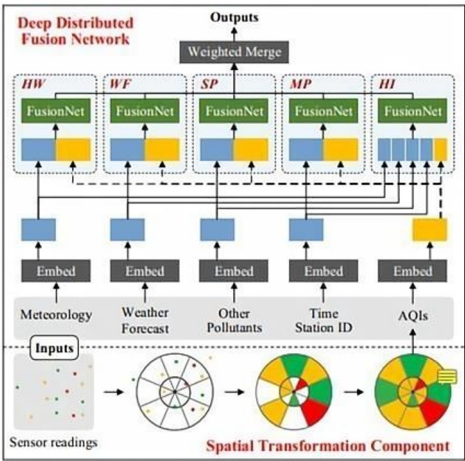 Outputs
Deep Distributed
Fusion Network
Weighted Merge
HW WF SP MP HI
FusionNet FusionNet FusionNet FusionNet FusionNet
Embed Embed Embed Embed Embed
Meteorology Weather Forecast Other Pollutants Time Station ID AQIs
Inputs
Sensor readings
Spatial Transformation Component